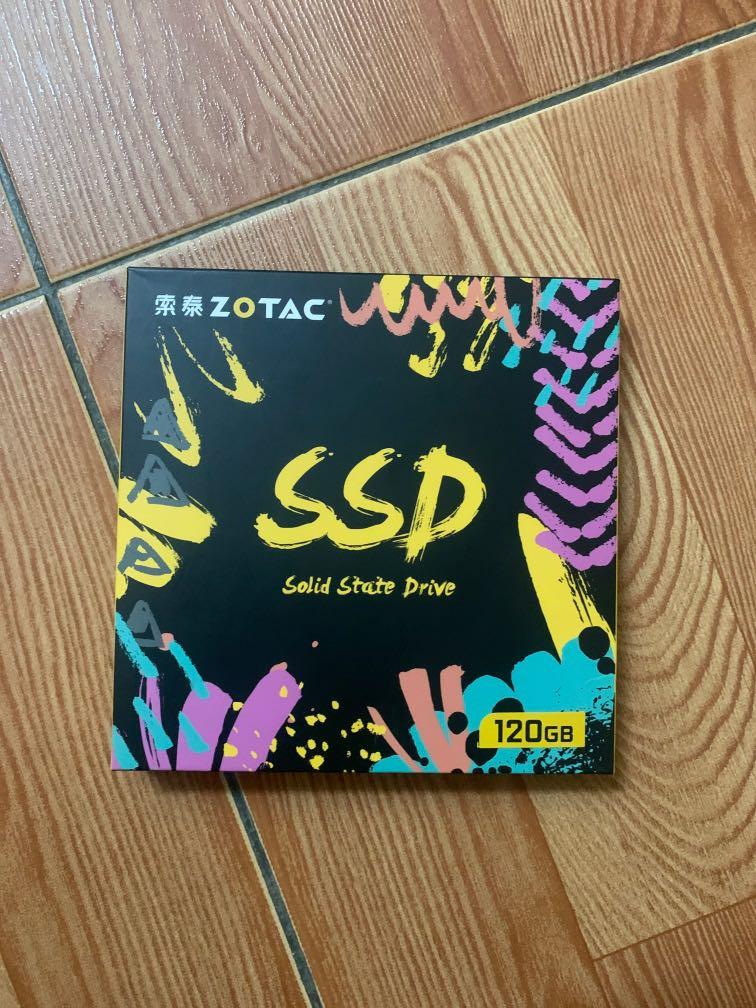 索泰 ZOTAC®
SSD
Solid State Drive
120GB